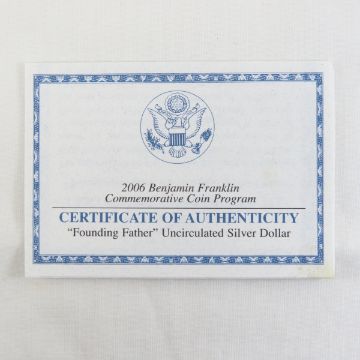 2006 Benjamin Franklin
Commemorative Coin Program
CERTIFICATE OF AUTHENTICITY
“Founding Father” Uncirculated Silver Dollar